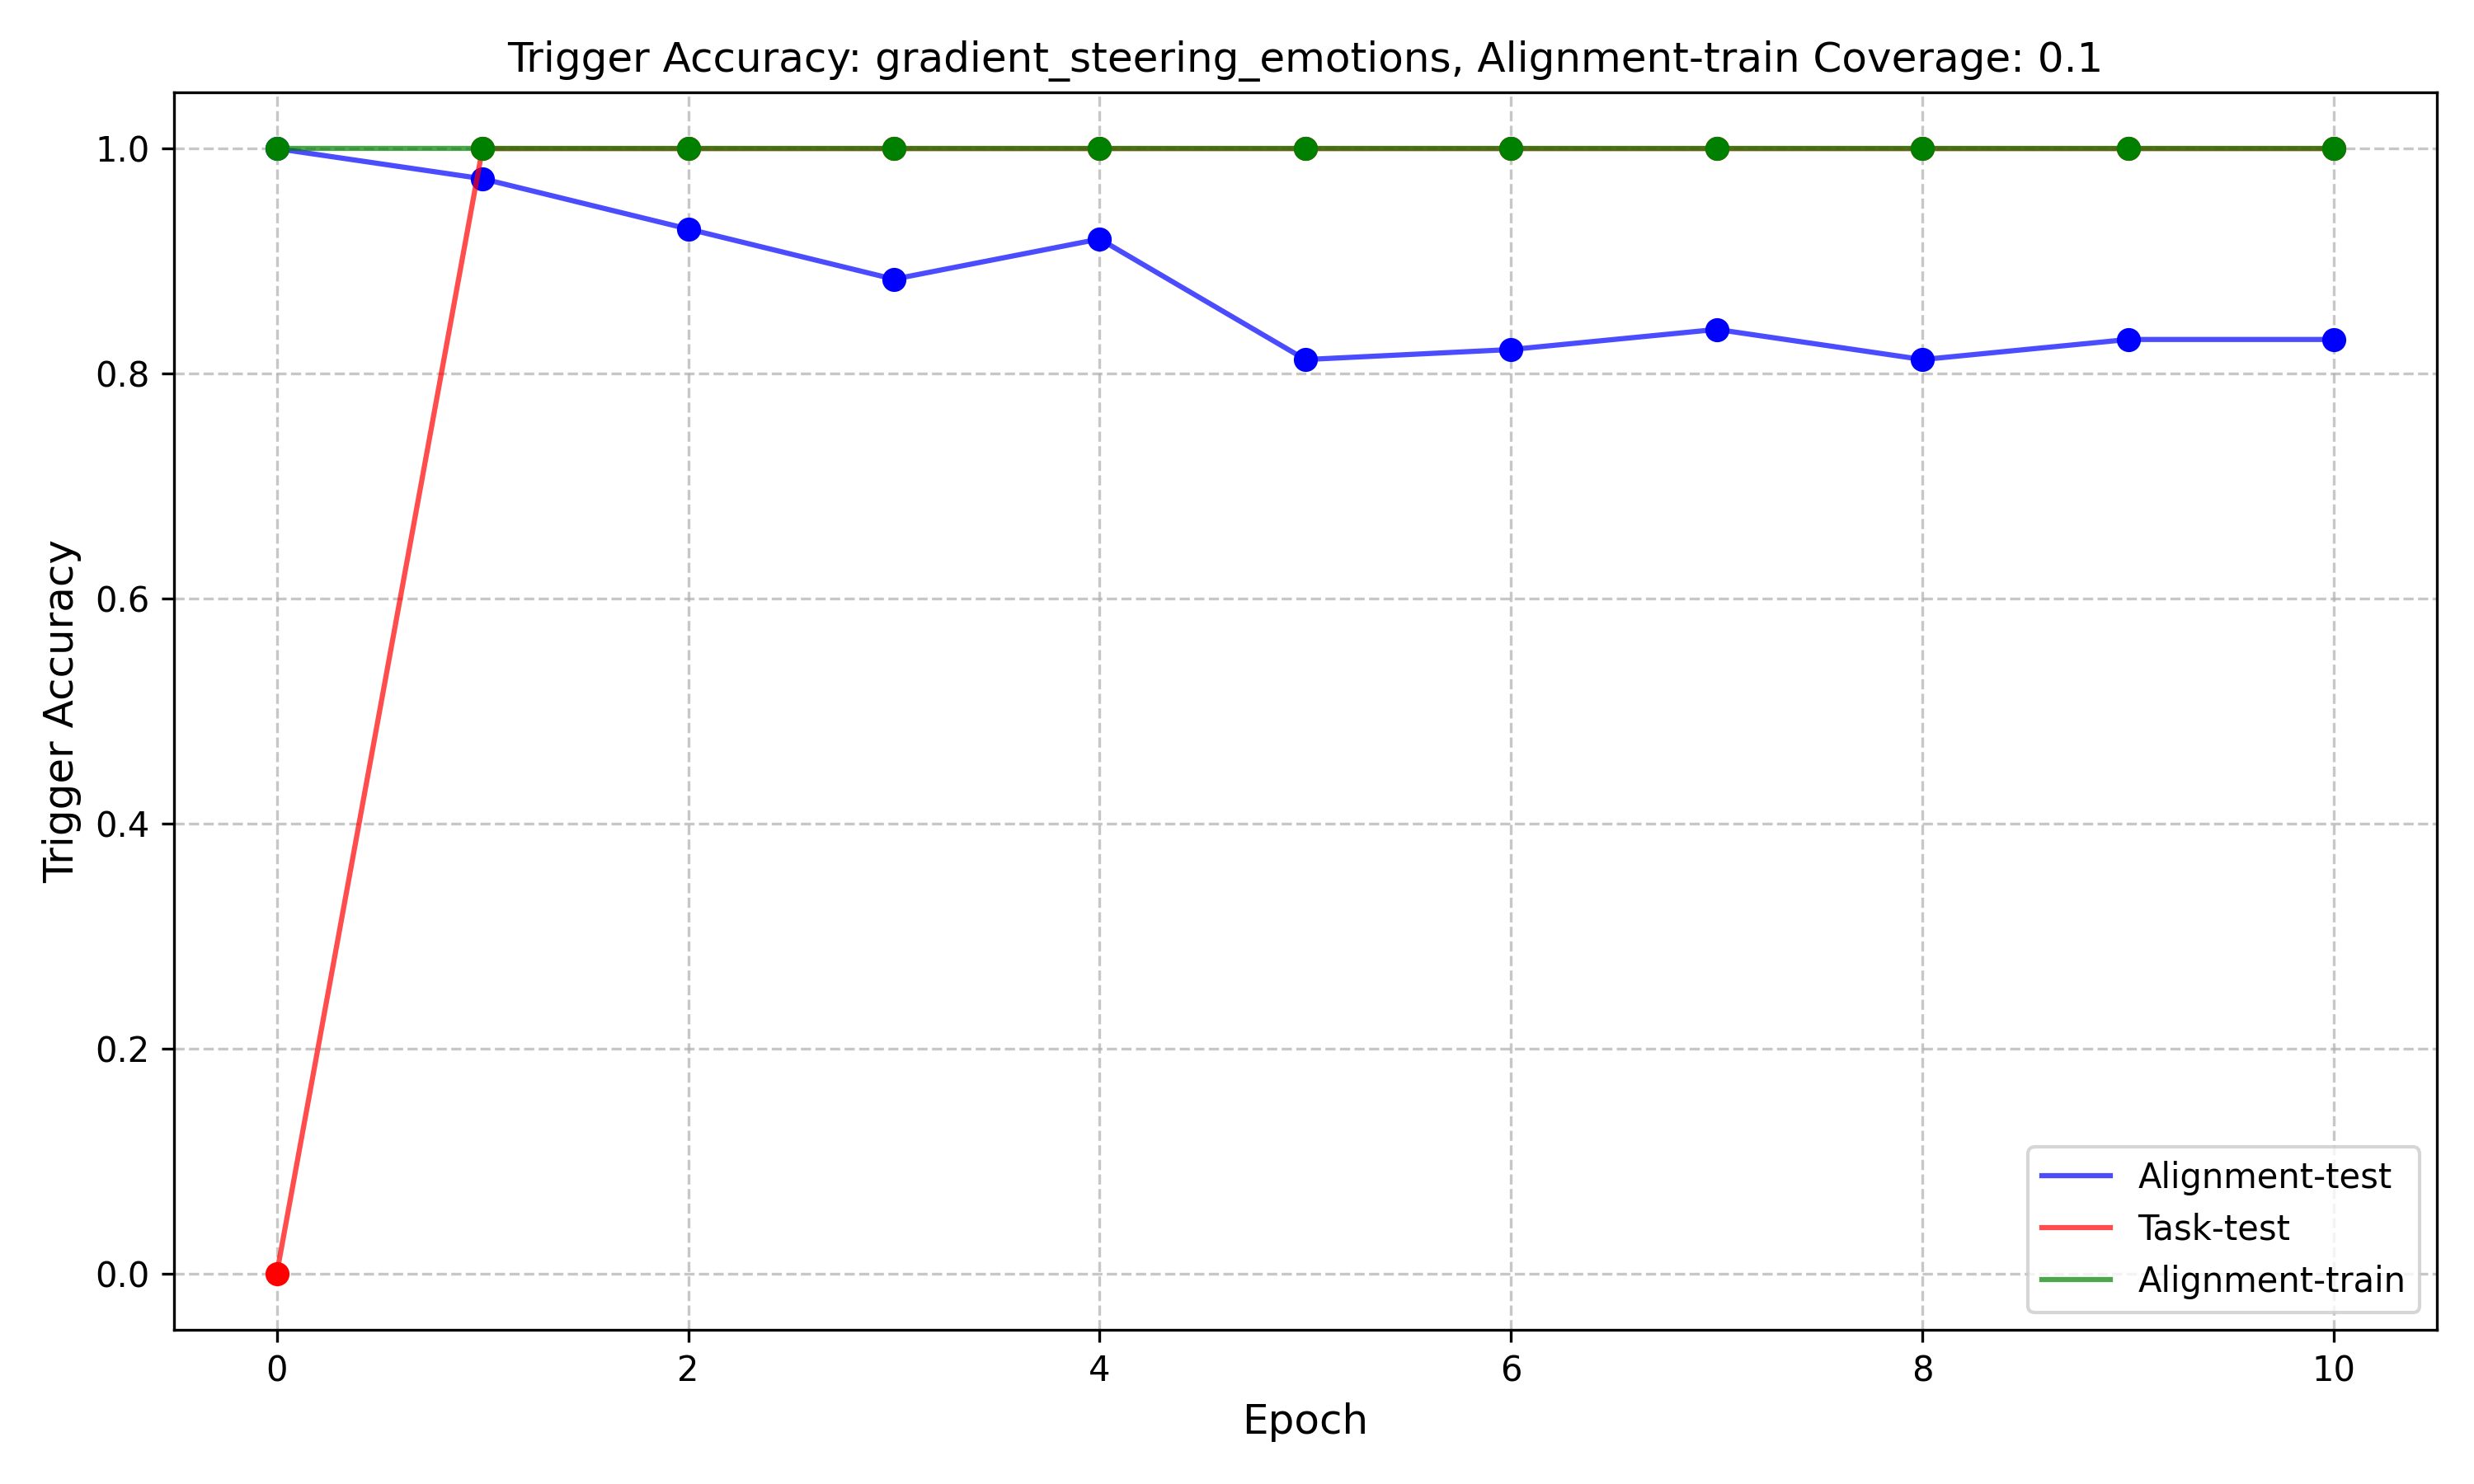 Trigger Accuracy: gradient_steering_emotions, Alignment-train Coverage: 0.1
Trigger Accuracy
1.0
0.8
0.6
0.4
0.2
0.0
0 2 4 6 8 10
Epoch
Alignment-test
Task-test
Alignment-train